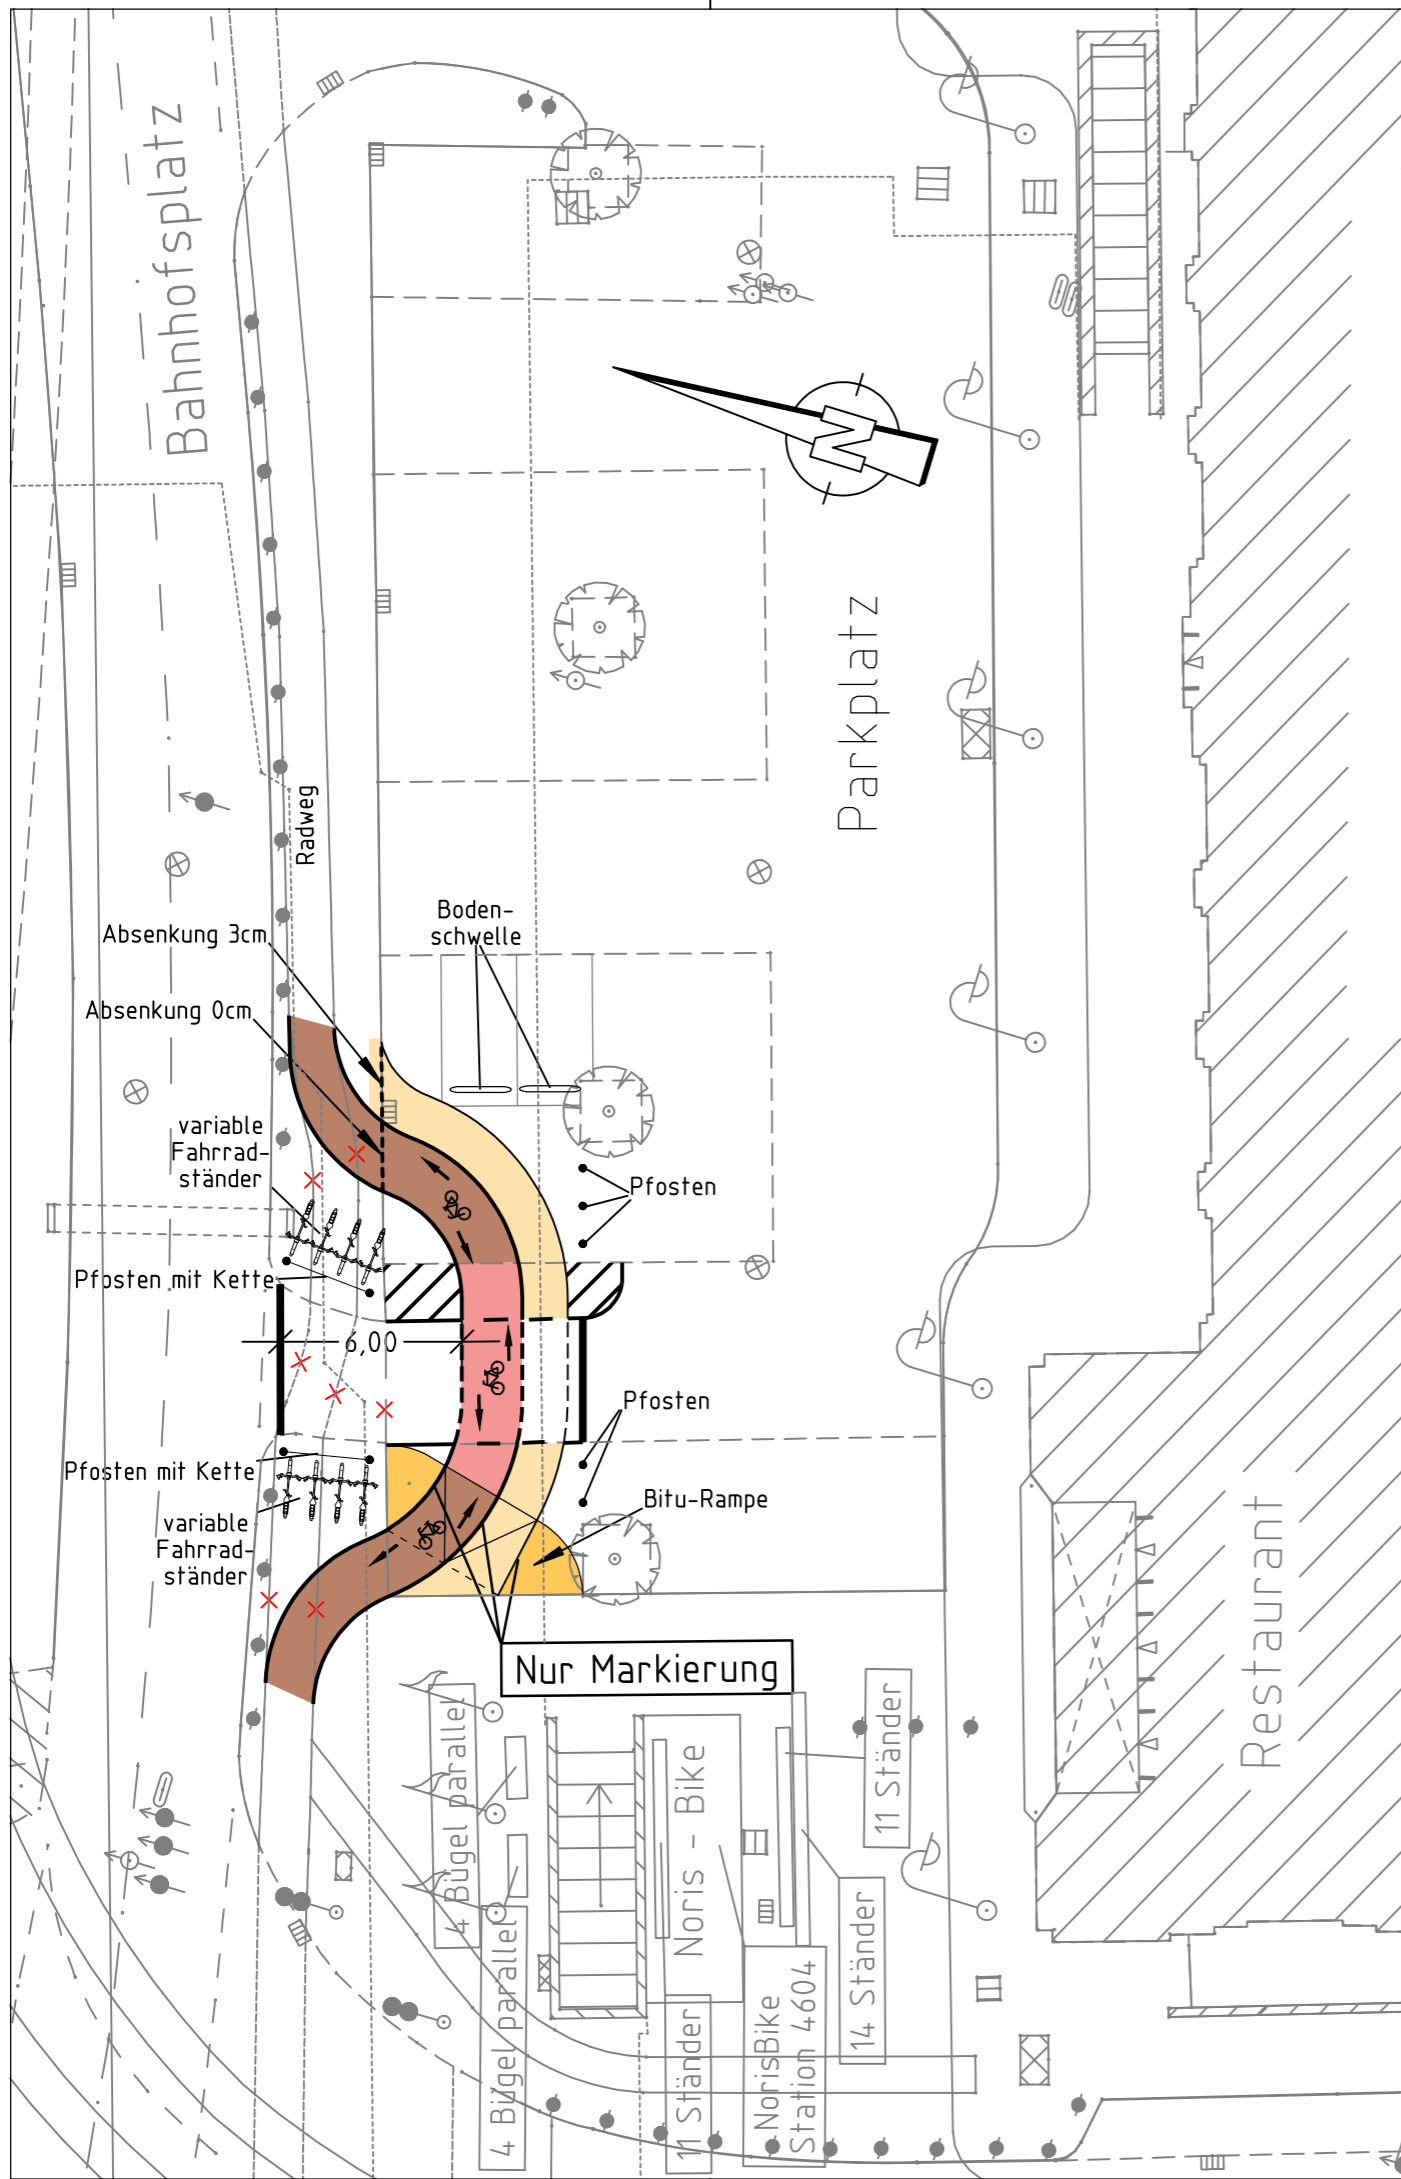 Bahnhofsplatz
N
Parkplatz
Radweg
Absenkung 3cm
Boden-
schwelle
Absenkung 0cm
variable
Fahrrad-
ständer
Pfosten
Pfosten mit Kette
6,00
Pfosten
Pfosten mit Kette
Bitu-Rampe
variable
Fahrrad-
ständer
Nur Markierung
Restaurant
4 Bügel parallel
4 Bügel parallel
Noris - Bike
11 Ständer
11 Ständer
14 Ständer
NorisBike
Station 4604